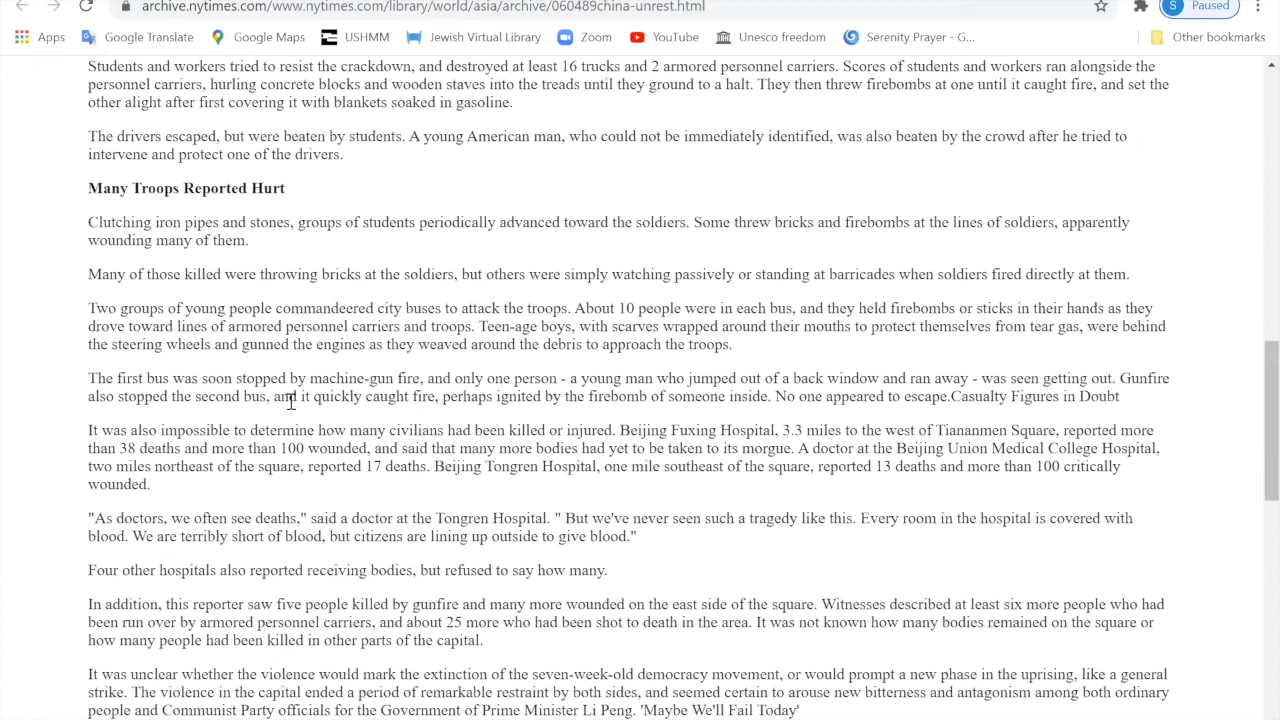 archive.nytimes.com/www.nytimes.com/library/world/asia/archive/060489china-unrest.html
S Paused
Apps Google Translate Google Maps USHMM Jewish Virtual Library Zoom YouTube Unesco freedom Serenity Prayer - G... Other bookmarks
Students and workers tried to resist the crackdown, and destroyed at least 16 trucks and 2 armored personnel carriers. Scores of students and workers ran alongside the
personnel carriers, hurling concrete blocks and wooden staves into the treads until they ground to a halt. They then threw firebombs at one until it caught fire, and set the
other alight after first covering it with blankets soaked in gasoline.
The drivers escaped, but were beaten by students. A young American man, who could not be immediately identified, was also beaten by the crowd after he tried to
intervene and protect one of the drivers.
Many Troops Reported Hurt
Clutching iron pipes and stones, groups of students periodically advanced toward the soldiers. Some threw bricks and firebombs at the lines of soldiers, apparently
wounding many of them.
Many of those killed were throwing bricks at the soldiers, but others were simply watching passively or standing at barricades when soldiers fired directly at them.
Two groups of young people commandeered city buses to attack the troops. About 10 people were in each bus, and they held firebombs or sticks in their hands as they
drove toward lines of armored personnel carriers and troops. Teen-age boys, with scarves wrapped around their mouths to protect themselves from tear gas, were behind
the steering wheels and gunned the engines as they weaved around the debris to approach the troops.
The first bus was soon stopped by machine-gun fire, and only one person - a young man who jumped out of a back window and ran away - was seen getting out. Gunfire
also stopped the second bus, and it quickly caught fire, perhaps ignited by the firebomb of someone inside. No one appeared to escape.Casualty Figures in Doubt
It was also impossible to determine how many civilians had been killed or injured. Beijing Fuxing Hospital, 3.3 miles to the west of Tiananmen Square, reported more
than 38 deaths and more than 100 wounded, and said that many more bodies had yet to be taken to its morgue. A doctor at the Beijing Union Medical College Hospital,
two miles northeast of the square, reported 17 deaths. Beijing Tongren Hospital, one mile southeast of the square, reported 13 deaths and more than 100 critically
wounded.
"As doctors, we often see deaths," said a doctor at the Tongren Hospital. " But we've never seen such a tragedy like this. Every room in the hospital is covered with
blood. We are terribly short of blood, but citizens are lining up outside to give blood."
Four other hospitals also reported receiving bodies, but refused to say how many.
In addition, this reporter saw five people killed by gunfire and many more wounded on the east side of the square. Witnesses described at least six more people who had
been run over by armored personnel carriers, and about 25 more who had been shot to death in the area. It was not known how many bodies remained on the square or
how many people had been killed in other parts of the capital.
It was unclear whether the violence would mark the extinction of the seven-week-old democracy movement, or would prompt a new phase in the uprising, like a general
strike. The violence in the capital ended a period of remarkable restraint by both sides, and seemed certain to arouse new bitterness and antagonism among both ordinary
people and Communist Party officials for the Government of Prime Minister Li Peng. 'Maybe We'll Fail Today'